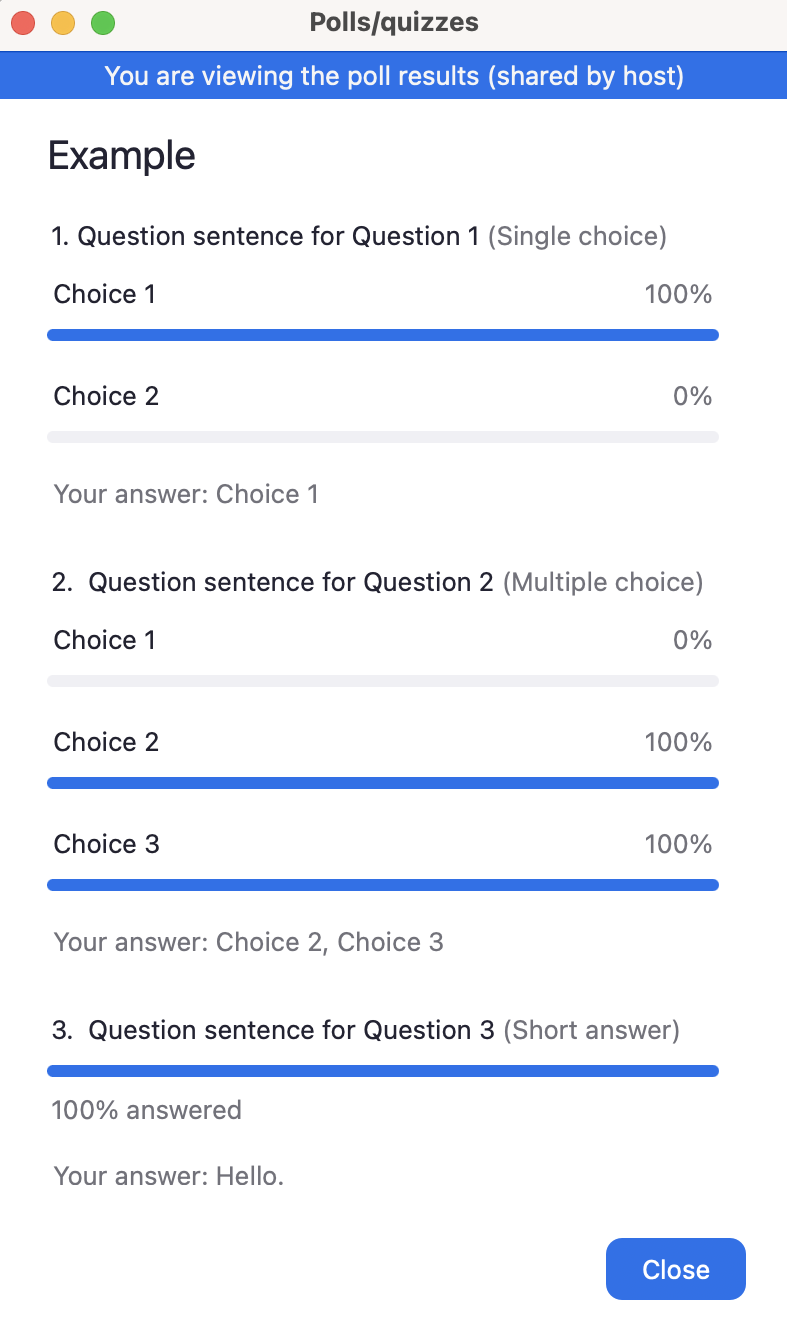 Polls/quizzes
You are viewing the poll results (shared by host)
Example
1. Question sentence for Question 1 (Single choice)
Choice 1 100%
Choice 2 0%
Your answer: Choice 1
2. Question sentence for Question 2 (Multiple choice)
Choice 1 0%
Choice 2 100%
Choice 3 100%
Your answer: Choice 2, Choice 3
3. Question sentence for Question 3 (Short answer)
100% answered
Your answer: Hello.
Close